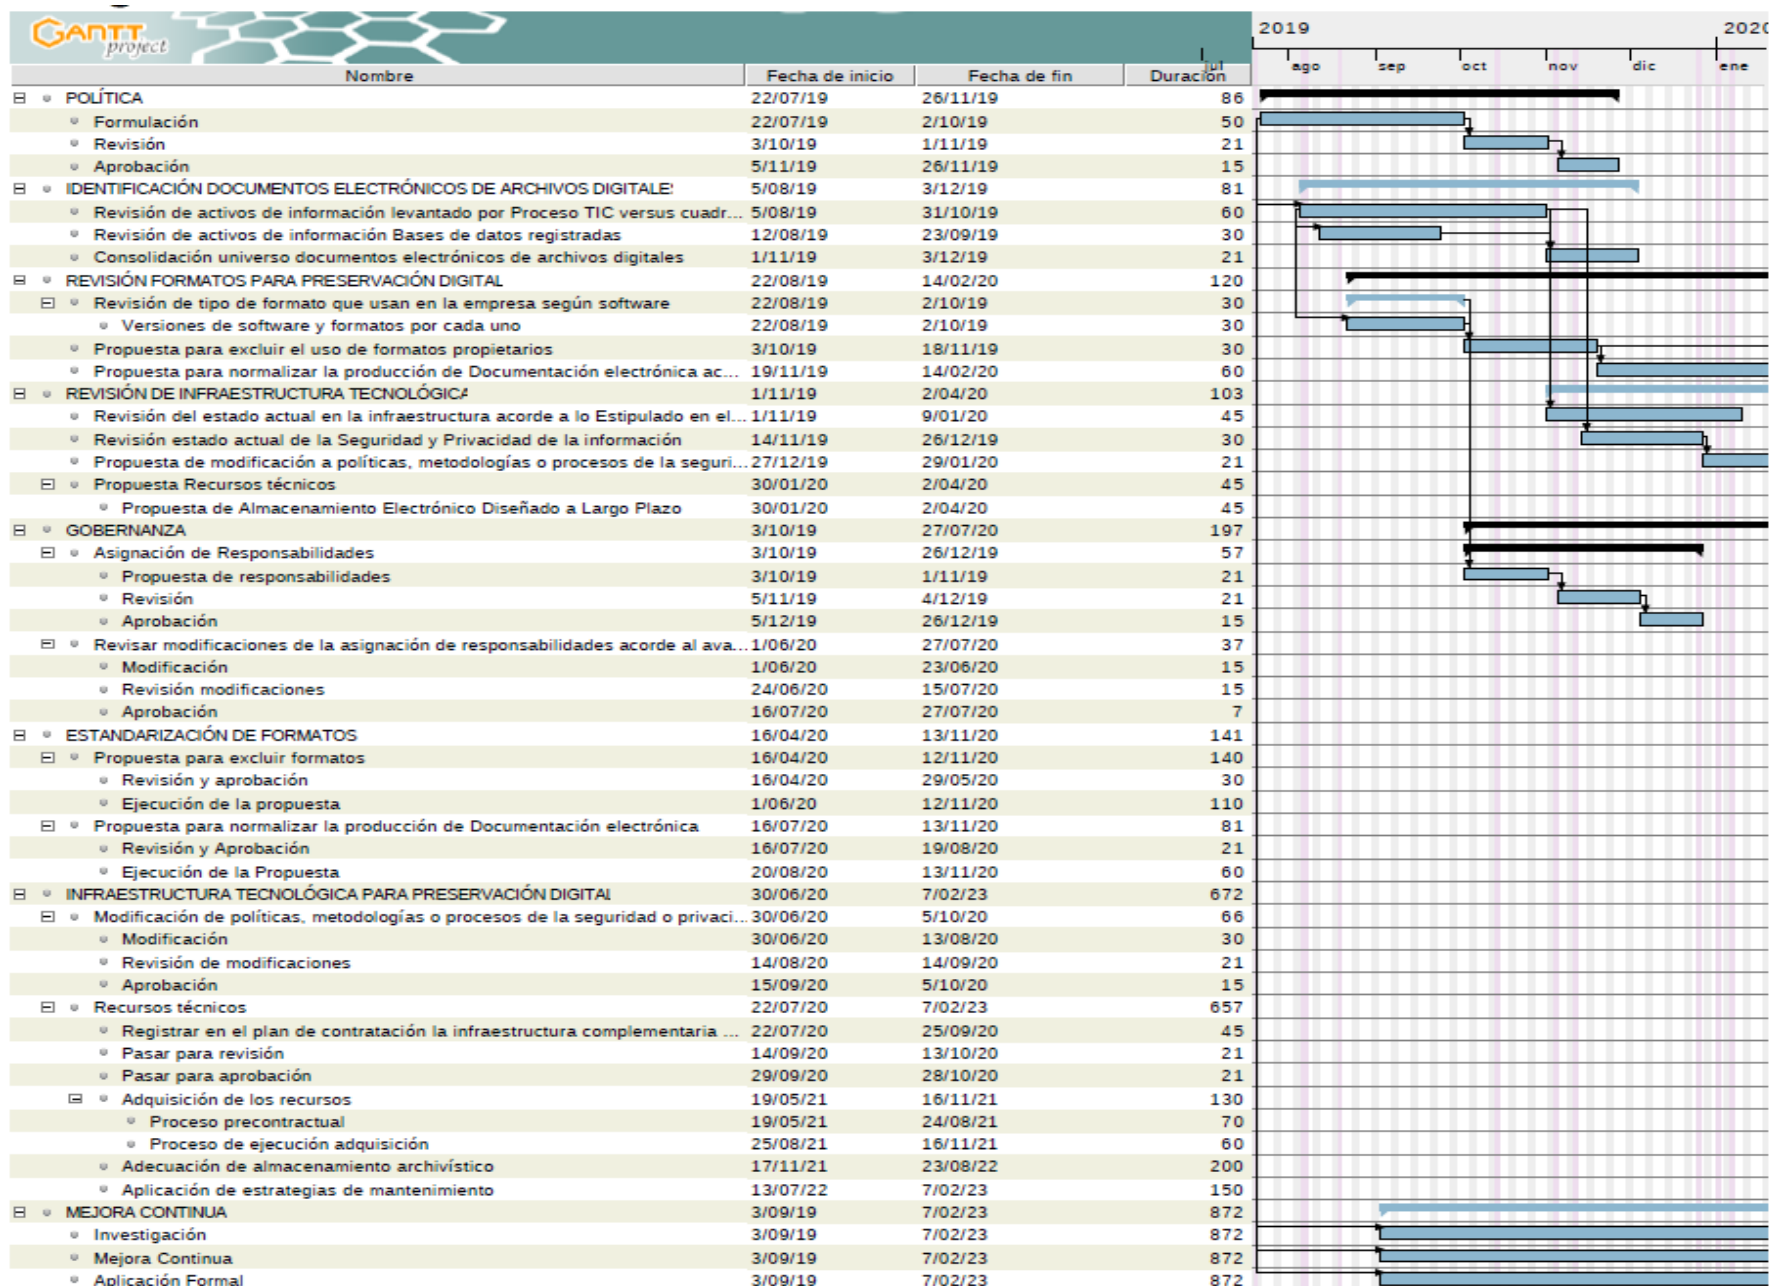 GANTT project
2019 2020
jul ago sep oct nov dic ene
Nombre Fecha de inicio Fecha de fin Duración
POLÍTICA 22/07/19 26/11/19 86
Formulación 22/07/19 2/10/19 50
Revisión 3/10/19 1/11/19 21
Aprobación 5/11/19 26/11/19 15
IDENTIFICACIÓN DOCUMENTOS ELECTRÓNICOS DE ARCHIVOS DIGITALES 5/08/19 3/12/19 81
Revisión de activos de información levantado por Proceso TIC versus cuadr... 5/08/19 31/10/19 60
Revisión de activos de información Bases de datos registradas 12/08/19 23/09/19 30
Consolidación universo documentos electrónicos de archivos digitales 1/11/19 3/12/19 21
REVISIÓN FORMATOS PARA PRESERVACIÓN DIGITAL 22/08/19 14/02/20 120
Revisión de tipo de formato que usan en la empresa según software 22/08/19 2/10/19 30
Versiones de software y formatos por cada uno 22/08/19 2/10/19 30
Propuesta para excluir el uso de formatos propietarios 3/10/19 18/11/19 30
Propuesta para normalizar la producción de Documentación electrónica ac... 19/11/19 14/02/20 60
REVISIÓN DE INFRAESTRUCTURA TECNOLÓGICA 1/11/19 2/04/20 103
Revisión del estado actual en la infraestructura acorde a lo Estipulado en el... 1/11/19 9/01/20 45
Revisión estado actual de la Seguridad y Privacidad de la información 14/11/19 26/12/19 30
Propuesta de modificación a políticas, metodologías o procesos de la seguri... 27/12/19 29/01/20 21
Propuesta Recursos técnicos 30/01/20 2/04/20 45
Propuesta de Almacenamiento Electrónico Diseñado a Largo Plazo 30/01/20 2/04/20 45
GOBERNANZA 3/10/19 27/07/20 197
Asignación de Responsabilidades 3/10/19 26/12/19 57
Propuesta de responsabilidades 3/10/19 1/11/19 21
Revisión 5/11/19 4/12/19 21
Aprobación 5/12/19 26/12/19 15
Revisar modificaciones de la asignación de responsabilidades acorde al ava... 1/06/20 27/07/20 37
Modificación 1/06/20 23/06/20 15
Revisión modificaciones 24/06/20 15/07/20 15
Aprobación 16/07/20 27/07/20 7
ESTANDARIZACIÓN DE FORMATOS 16/04/20 13/11/20 141
Propuesta para excluir formatos 16/04/20 12/11/20 140
Revisión y aprobación 16/04/20 29/05/20 30
Ejecución de la propuesta 1/06/20 12/11/20 110
Propuesta para normalizar la producción de Documentación electrónica 16/07/20 13/11/20 81
Revisión y Aprobación 16/07/20 19/08/20 21
Ejecución de la Propuesta 20/08/20 13/11/20 60
INFRAESTRUCTURA TECNOLÓGICA PARA PRESERVACIÓN DIGITAL 30/06/20 7/02/23 672
Modificación de políticas, metodologías o procesos de la seguridad o privaci... 30/06/20 5/10/20 66
Modificación 30/06/20 13/08/20 30
Revisión de modificaciones 14/08/20 14/09/20 21
Aprobación 15/09/20 5/10/20 15
Recursos técnicos 22/07/20 7/02/23 657
Registrar en el plan de contratación la infraestructura complementaria ... 22/07/20 25/09/20 45
Pasar para revisión 14/09/20 13/10/20 21
Pasar para aprobación 29/09/20 28/10/20 21
Adquisición de los recursos 19/05/21 16/11/21 130
Proceso precontractual 19/05/21 24/08/21 70
Proceso de ejecución adquisición 25/08/21 16/11/21 60
Adecuación de almacenamiento archivístico 17/11/21 23/08/22 200
Aplicación de estrategias de mantenimiento 13/07/22 7/02/23 150
MEJORA CONTINUA 3/09/19 7/02/23 872
Investigación 3/09/19 7/02/23 872
Mejora Continua 3/09/19 7/02/23 872
Aplicación Formal 3/09/19 7/02/23 872